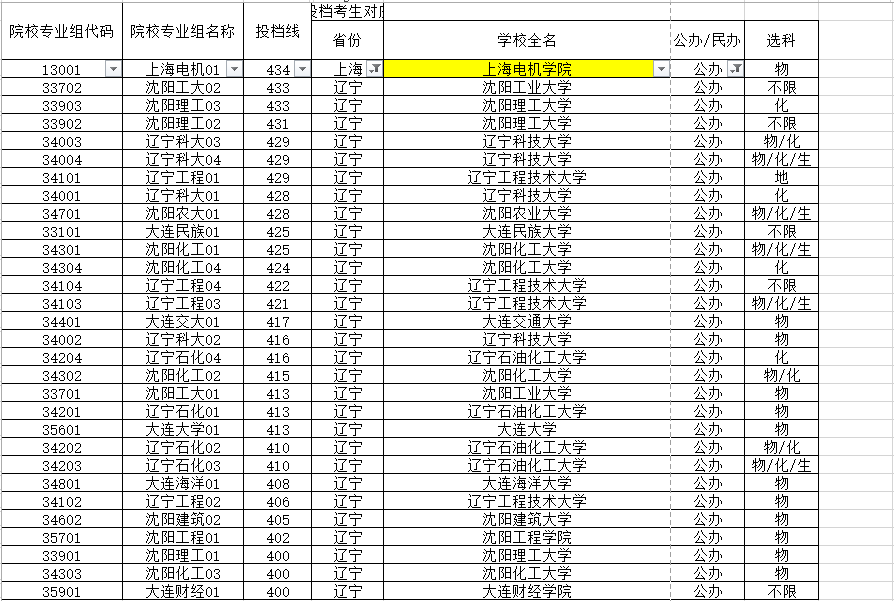 院校专业组代码 院校专业组名称 投档线 投档考生对应
省份 学校全名 公办/民办 选科
13001 上海电机01 434 上海 上海电机学院 公办 物
33702 沈阳工大02 433 辽宁 沈阳工业大学 公办 不限
33903 沈阳理工03 433 辽宁 沈阳理工大学 公办 化
33902 沈阳理工02 431 辽宁 沈阳理工大学 公办 不限
34003 辽宁科大03 429 辽宁 辽宁科技大学 公办 物/化
34004 辽宁科大04 429 辽宁 辽宁科技大学 公办 物/化/生
34101 辽宁工程01 429 辽宁 辽宁工程技术大学 公办 地
34001 辽宁科大01 428 辽宁 辽宁科技大学 公办 化
34701 沈阳农大01 428 辽宁 沈阳农业大学 公办 物/化/生
33101 大连民族01 425 辽宁 大连民族大学 公办 不限
34301 沈阳化工01 425 辽宁 沈阳化工大学 公办 物/化/生
34304 沈阳化工04 424 辽宁 沈阳化工大学 公办 化
34104 辽宁工程04 422 辽宁 辽宁工程技术大学 公办 不限
34103 辽宁工程03 421 辽宁 辽宁工程技术大学 公办 物/化/生
34401 大连交大01 417 辽宁 大连交通大学 公办 物
34002 辽宁科大02 416 辽宁 辽宁科技大学 公办 物
34204 辽宁石化04 416 辽宁 辽宁石油化工大学 公办 化
34302 沈阳化工02 415 辽宁 沈阳化工大学 公办 物/化
33701 沈阳工大01 413 辽宁 沈阳工业大学 公办 物
34201 辽宁石化01 413 辽宁 辽宁石油化工大学 公办 物
35601 大连大学01 413 辽宁 大连大学 公办 物
34202 辽宁石化02 410 辽宁 辽宁石油化工大学 公办 物/化
34203 辽宁石化03 410 辽宁 辽宁石油化工大学 公办 物/化/生
34801 大连海洋01 408 辽宁 大连海洋大学 公办 物
34102 辽宁工程02 406 辽宁 辽宁工程技术大学 公办 物
34602 沈阳建筑02 405 辽宁 沈阳建筑大学 公办 物
35701 沈阳工程01 402 辽宁 沈阳工程学院 公办 物
33901 沈阳理工01 400 辽宁 沈阳理工大学 公办 物
34303 沈阳化工03 400 辽宁 沈阳化工大学 公办 物
35901 大连财经01 400 辽宁 大连财经学院 公办 不限